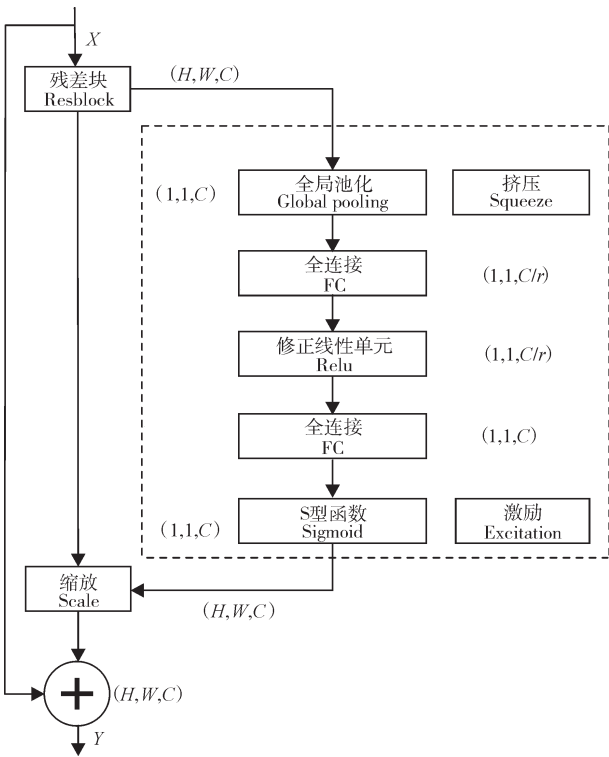 X
残差块
Resblock
(H,W,C)
(1,1,C)
全局池化
Global pooling
挤压
Squeeze
全连接
FC
(1,1,C/r)
修正线性单元
Relu
(1,1,C/r)
全连接
FC
(1,1,C)
(1,1,C)
S型函数
Sigmoid
激励
Excitation
缩放
Scale
(H,W,C)
+
(H,W,C)
Y